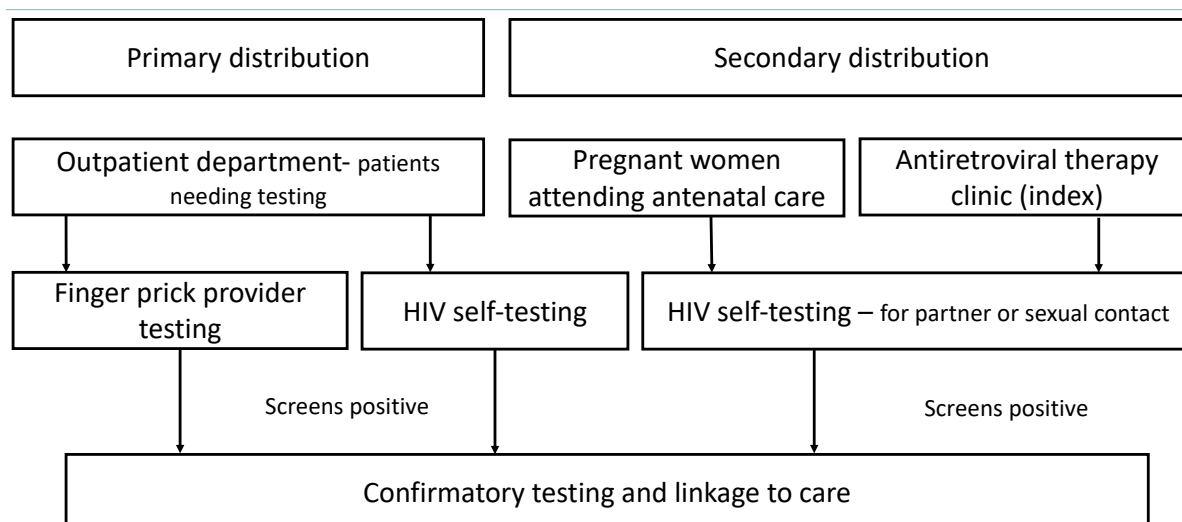 Primary distribution
Secondary distribution
Outpatient department- patients
needing testing
Pregnant women
attending antenatal care
Antiretroviral therapy
clinic (index)
Finger prick provider
testing
HIV self-testing
HIV self-testing – for partner or sexual contact
Screens positive
Screens positive
Confirmatory testing and linkage to care